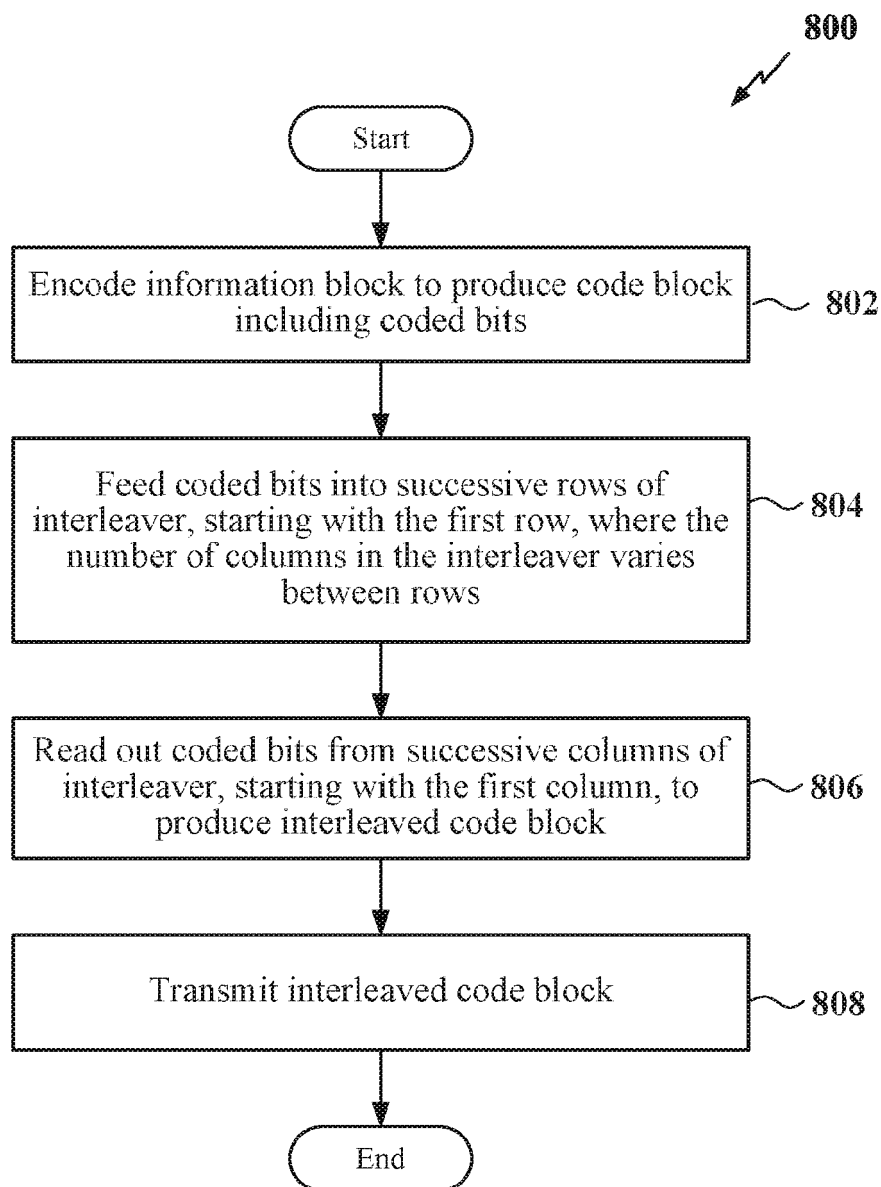 800
Start
Encode information block to produce code block
including coded bits
802
Feed coded bits into successive rows of
interleaver, starting with the first row, where the
number of columns in the interleaver varies
between rows
804
Read out coded bits from successive columns of
interleaver, starting with the first column, to
produce interleaved code block
806
Transmit interleaved code block
808
End